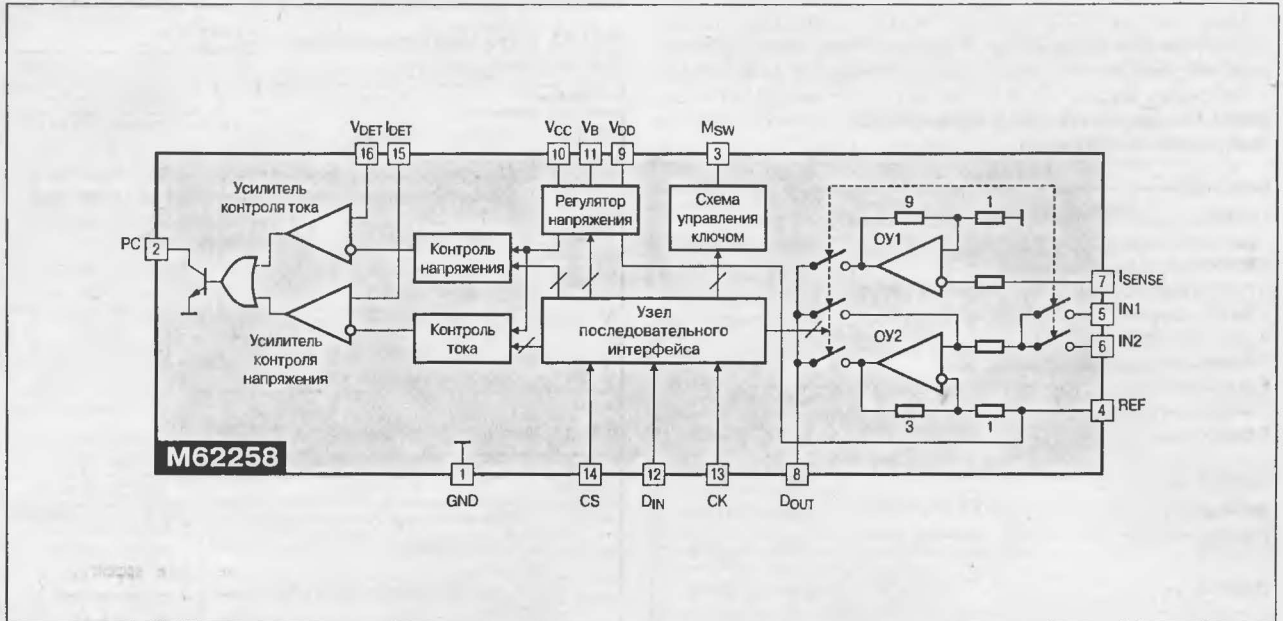 VDET IDET
VCC VB VDD
MSW
16 15
10 11 9
3
Усилитель
контроля тока
Регулятор
напряжения
Схема
управления
ключом
9 1
ОУ1
PC 2
Контроль
напряжения
7 ISENSE
5 IN1
6 IN2
Узел
последовательного
интерфейса
ОУ2
Контроль
тока
Усилитель
контроля
напряжения
4 REF
3 1
M62258
1
14
12
13
8
GND
CS
DIN
CK
DOUT